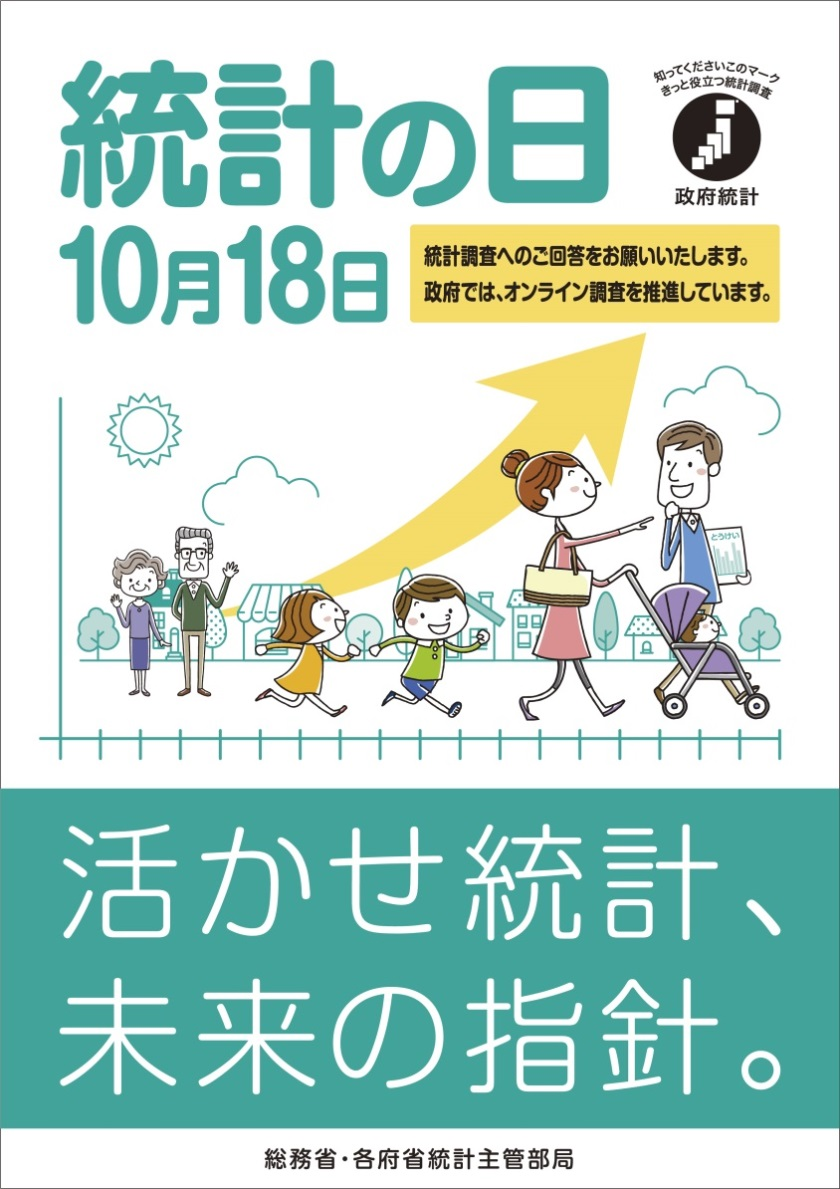 統計の日
知ってくださいこのマーク
きっと役立つ統計調査
政府統計
10月18日
統計調査へのご回答をお願いいたします。
政府では、オンライン調査を推進しています。
とうけい
活かせ統計、
未来の指針。
総務省・各府省統計主管部局